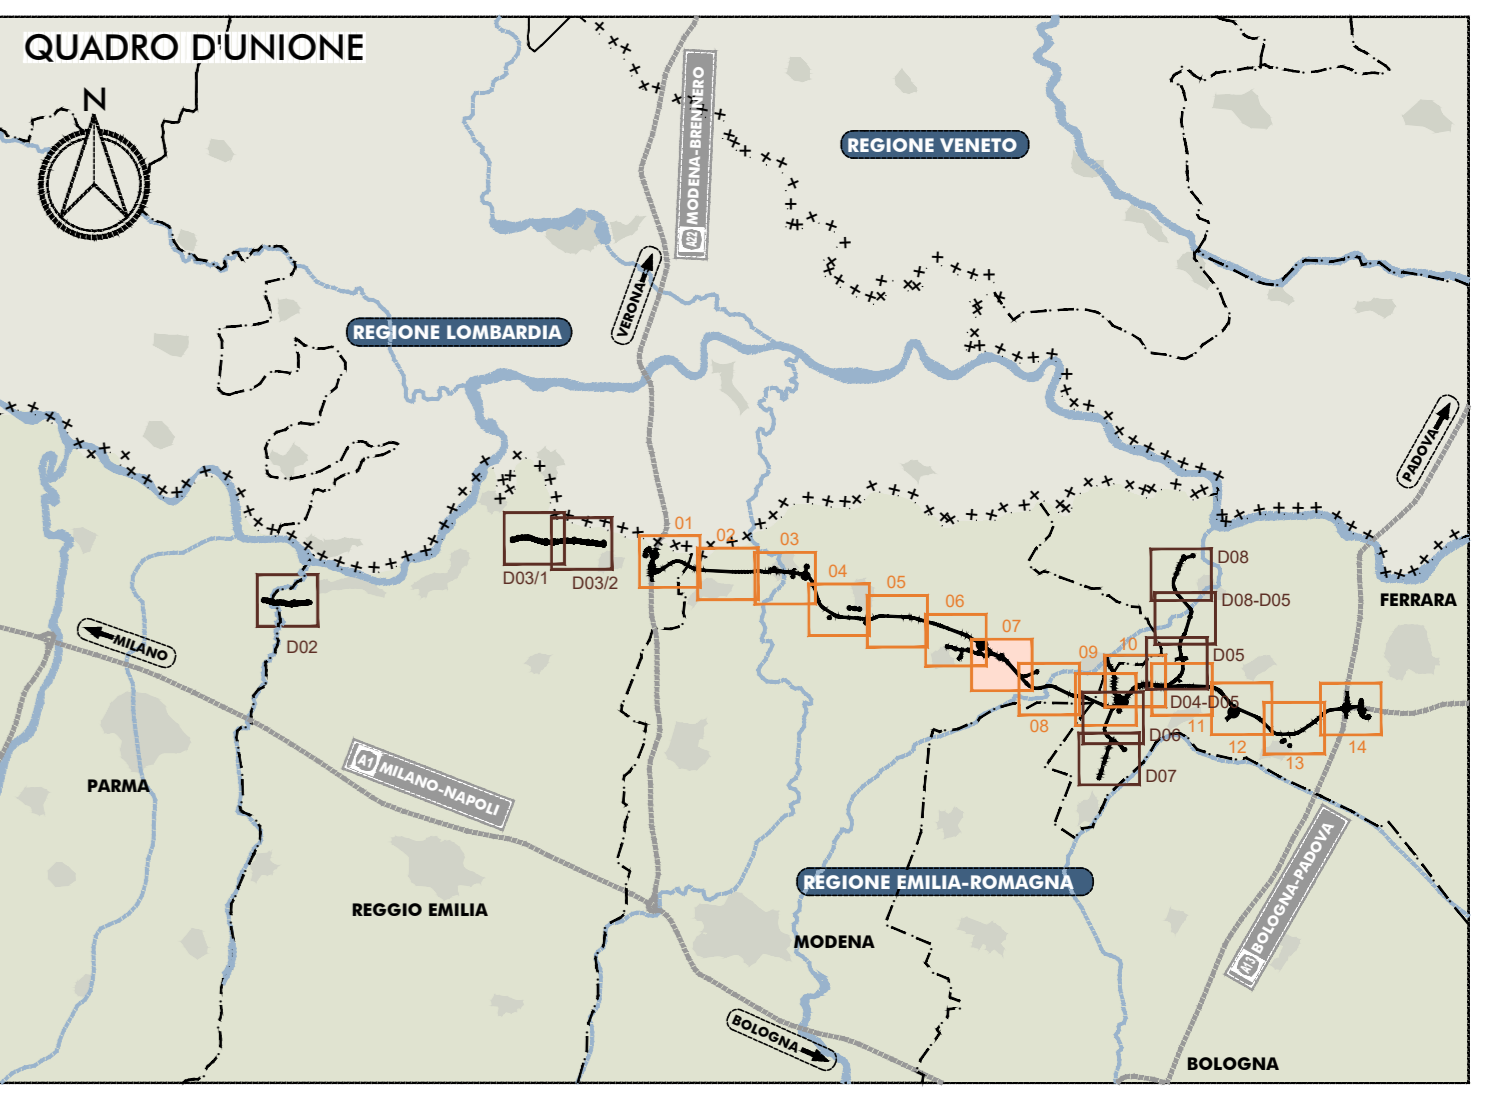 QUADRO D'UNIONE
N
A22 MODENA-BRENNERO
REGIONE VENETO
VERONA
REGIONE LOMBARDIA
PADOVA
01
02
03
D03/1
D03/2
04
05
06
07
08
09
10
D08
D08-D05
D05
D04-D05
FERRARA
MILANO
D02
11
12
13
14
D06
D07
PARMA
A1 MILANO-NAPOLI
REGIONE EMILIA-ROMAGNA
REGGIO EMILIA
MODENA
A13 BOLOGNA-PADOVA
BOLOGNA
BOLOGNA